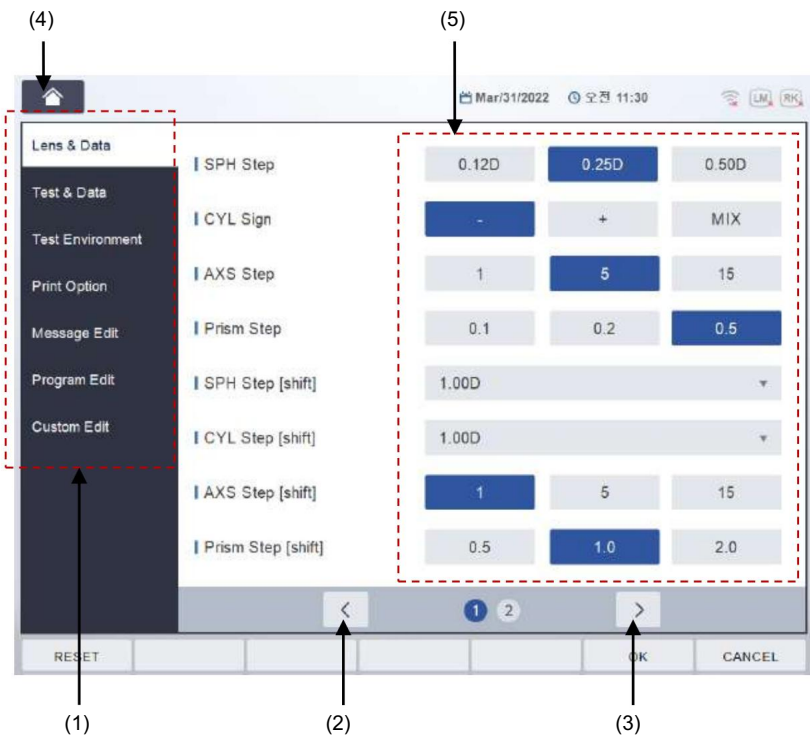 (4) (5)
Mar/31/2022 오전 11:30 LM RK
Lens & Data
Test & Data
Test Environment
Print Option
Message Edit
Program Edit
Custom Edit
SPH Step 0.12D 0.25D 0.50D
CYL Sign - + MIX
AXS Step 1 5 15
Prism Step 0.1 0.2 0.5
SPH Step [shift] 1.00D
CYL Step [shift] 1.00D
AXS Step [shift] 1 5 15
Prism Step [shift] 0.5 1.0 2.0
< 1 2 >
RESET OK CANCEL
(1) (2) (3)